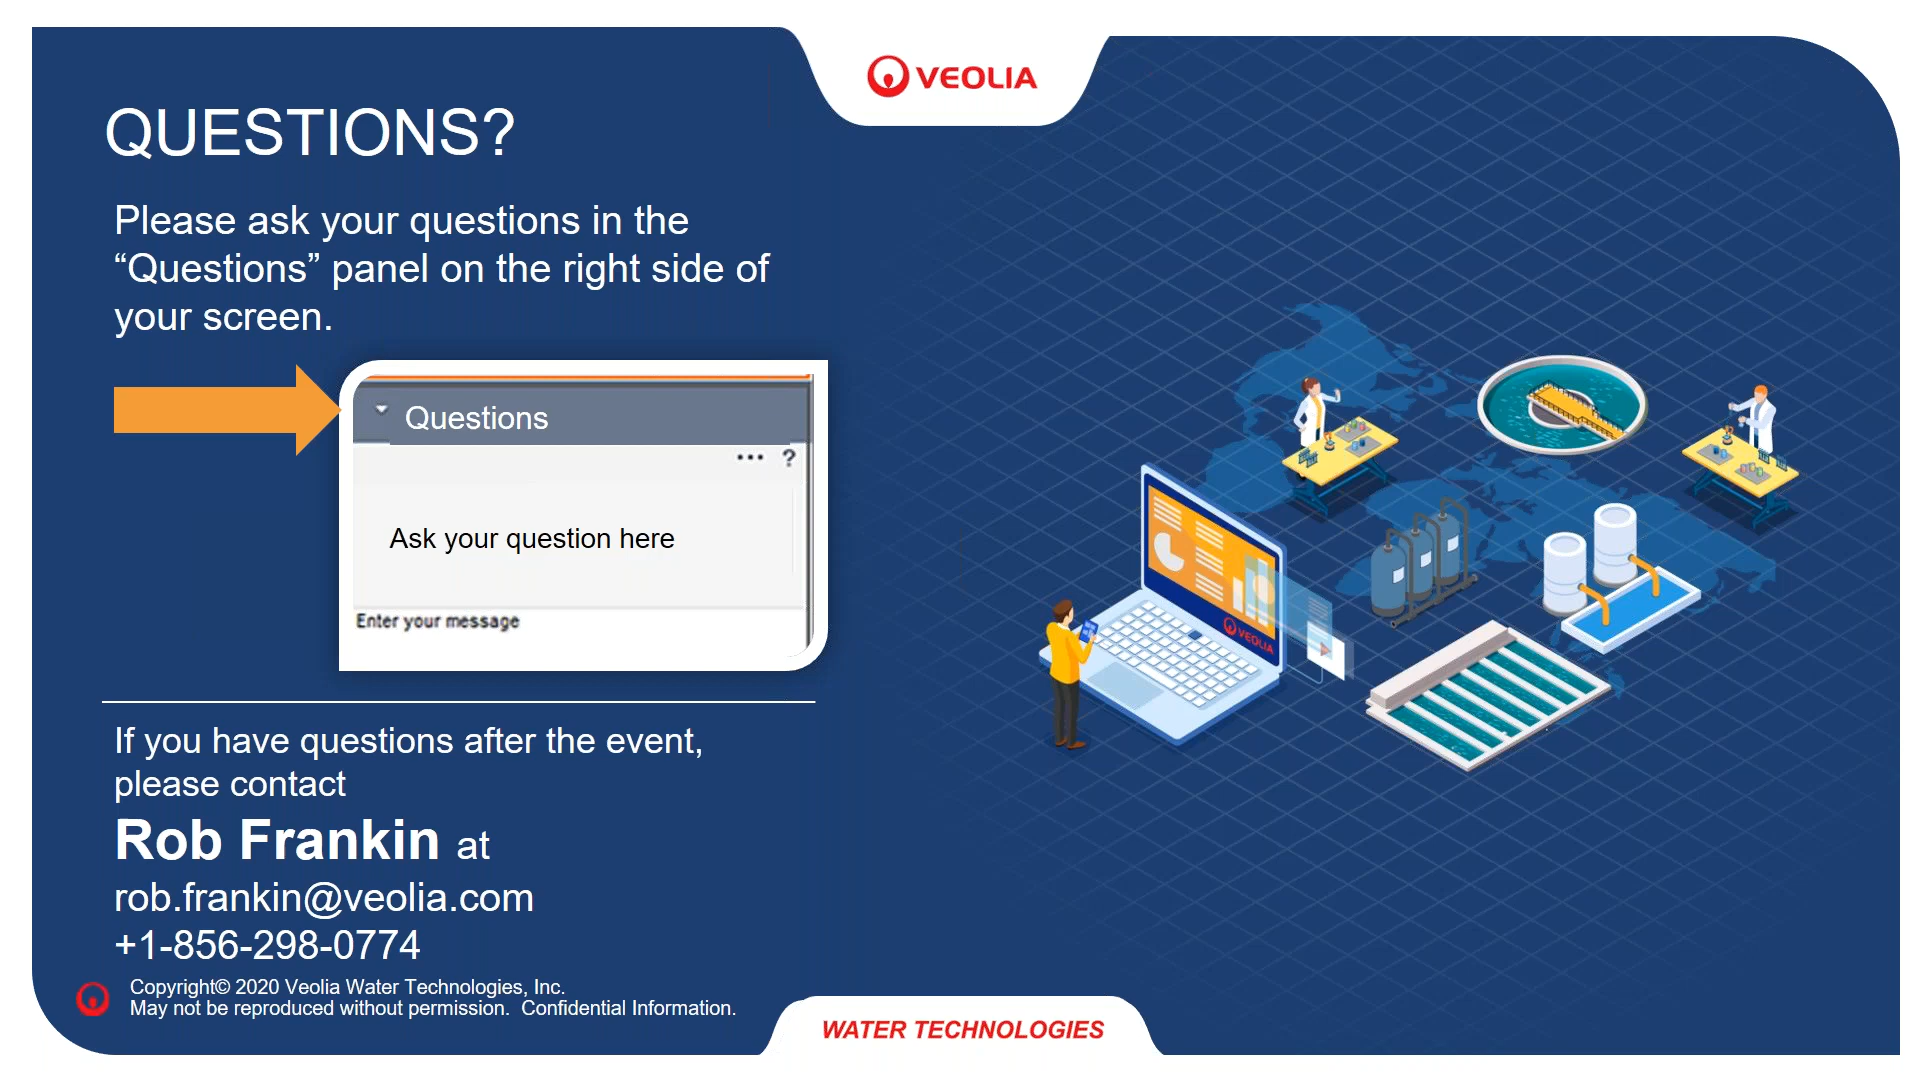 VEOLIA
QUESTIONS?
Please ask your questions in the
“Questions” panel on the right side of
your screen.
Questions
... ?
Ask your question here
Enter your message
VEOLIA
If you have questions after the event,
please contact
Rob Frankin at
rob.frankin@veolia.com
+1-856-298-0774
Copyright© 2020 Veolia Water Technologies, Inc.
May not be reproduced without permission.  Confidential Information.
WATER TECHNOLOGIES